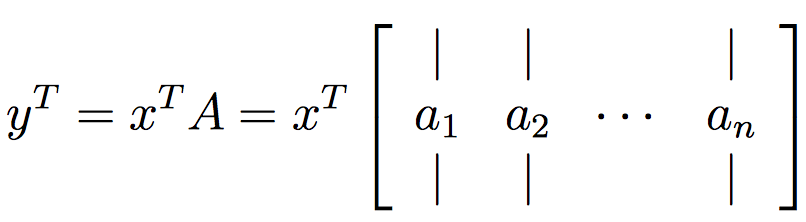 | | |
y^T = x^T A = x^T [ a_1 a_2 ⋯ a_n ]
| | |